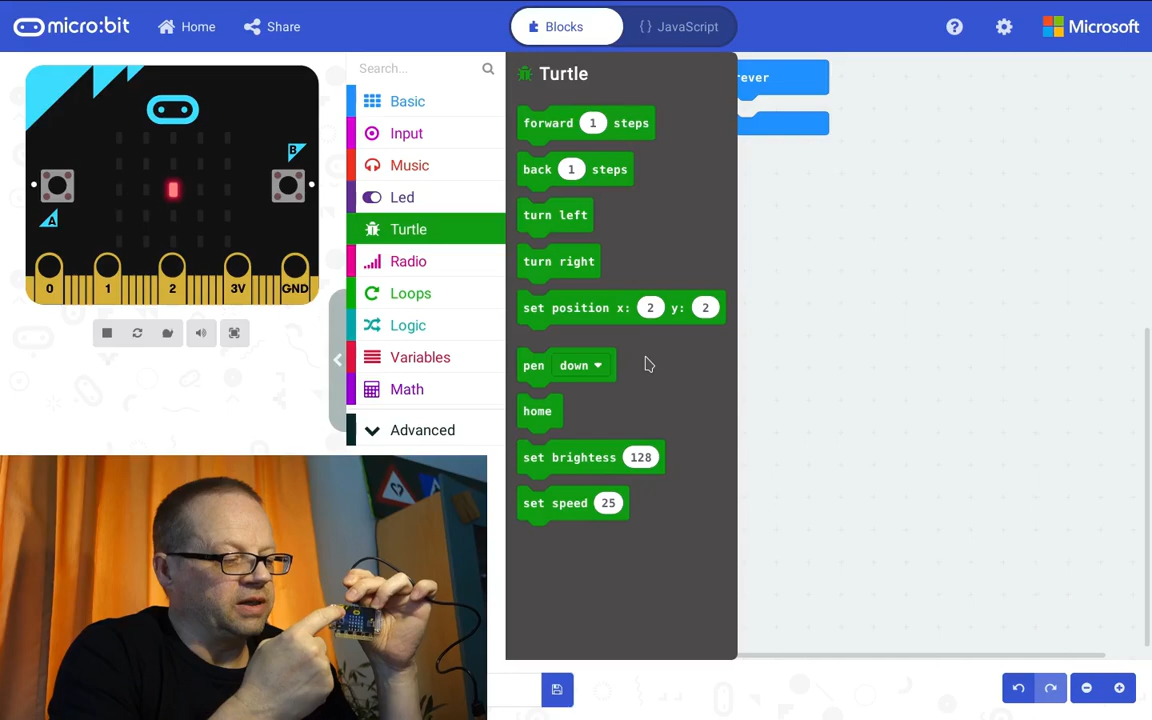 micro:bit Home Share Blocks { } JavaScript ? Microsoft
Search...
Basic
Input
Music
Led
Turtle
Radio
Loops
Logic
Variables
Math
Advanced
B
A
0 1 2 3V GND
Turtle
forward 1 steps
back 1 steps
turn left
turn right
set position x: 2 y: 2
pen down
home
set brightess 128
set speed 25
rever